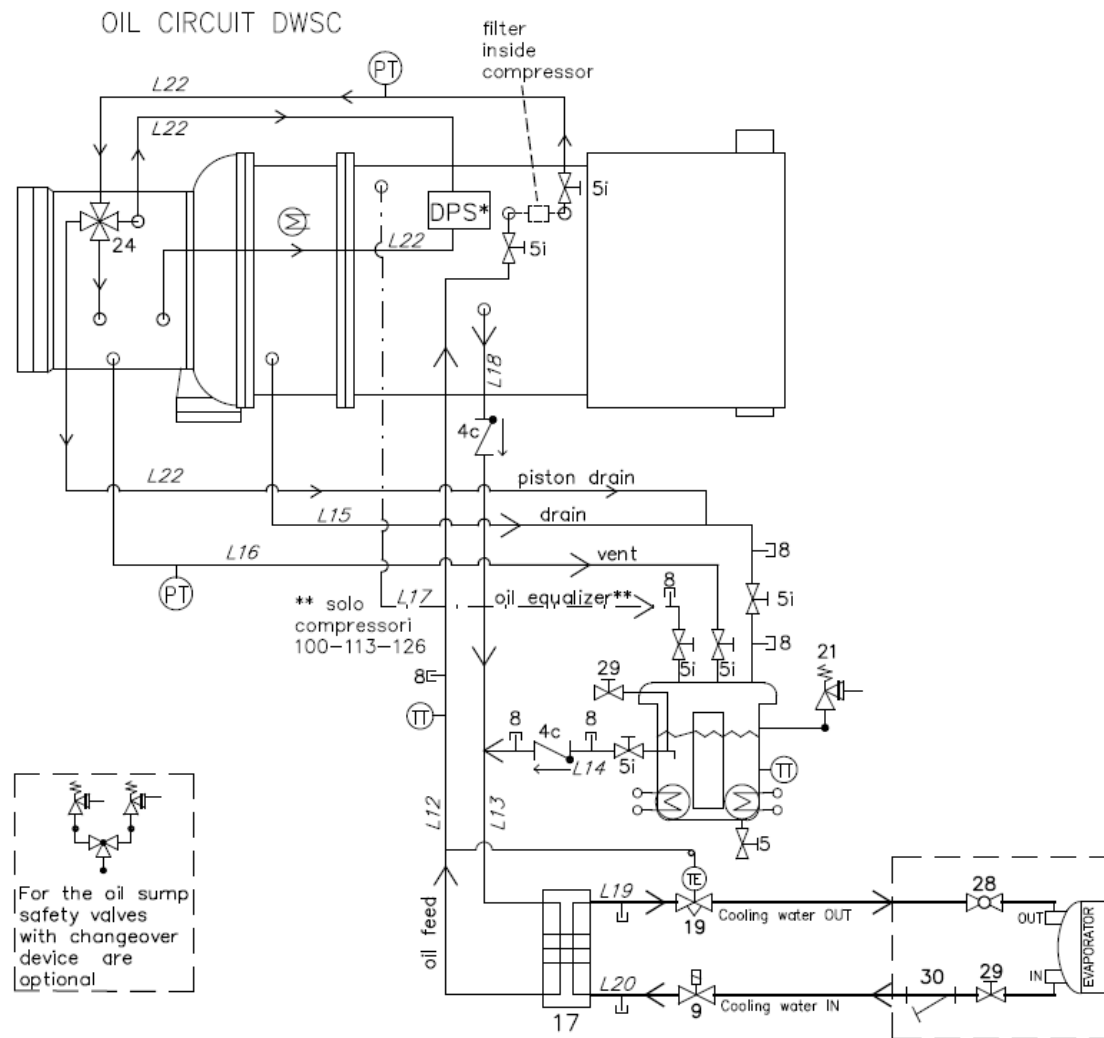 OIL CIRCUIT DWSC
filter
inside
compressor
PT
L22
L22
5i
DPS*
24
L22
5i
L18
4c
L22
piston drain
L15
drain
8
L16
vent
PT
5i
** solo
compressori
100-113-126
L17
oil equalizer**
8
8
5i
5i
21
29
8
TT
8
4c
8
L14
5i
TT
L12
L13
5
For the oil sump
safety valves
with changeover
device are
optional
oil feed
TE
L19
19
Cooling water OUT
28
OUT
EVAPORATOR
IN
L20
9
Cooling water IN
30
29
17